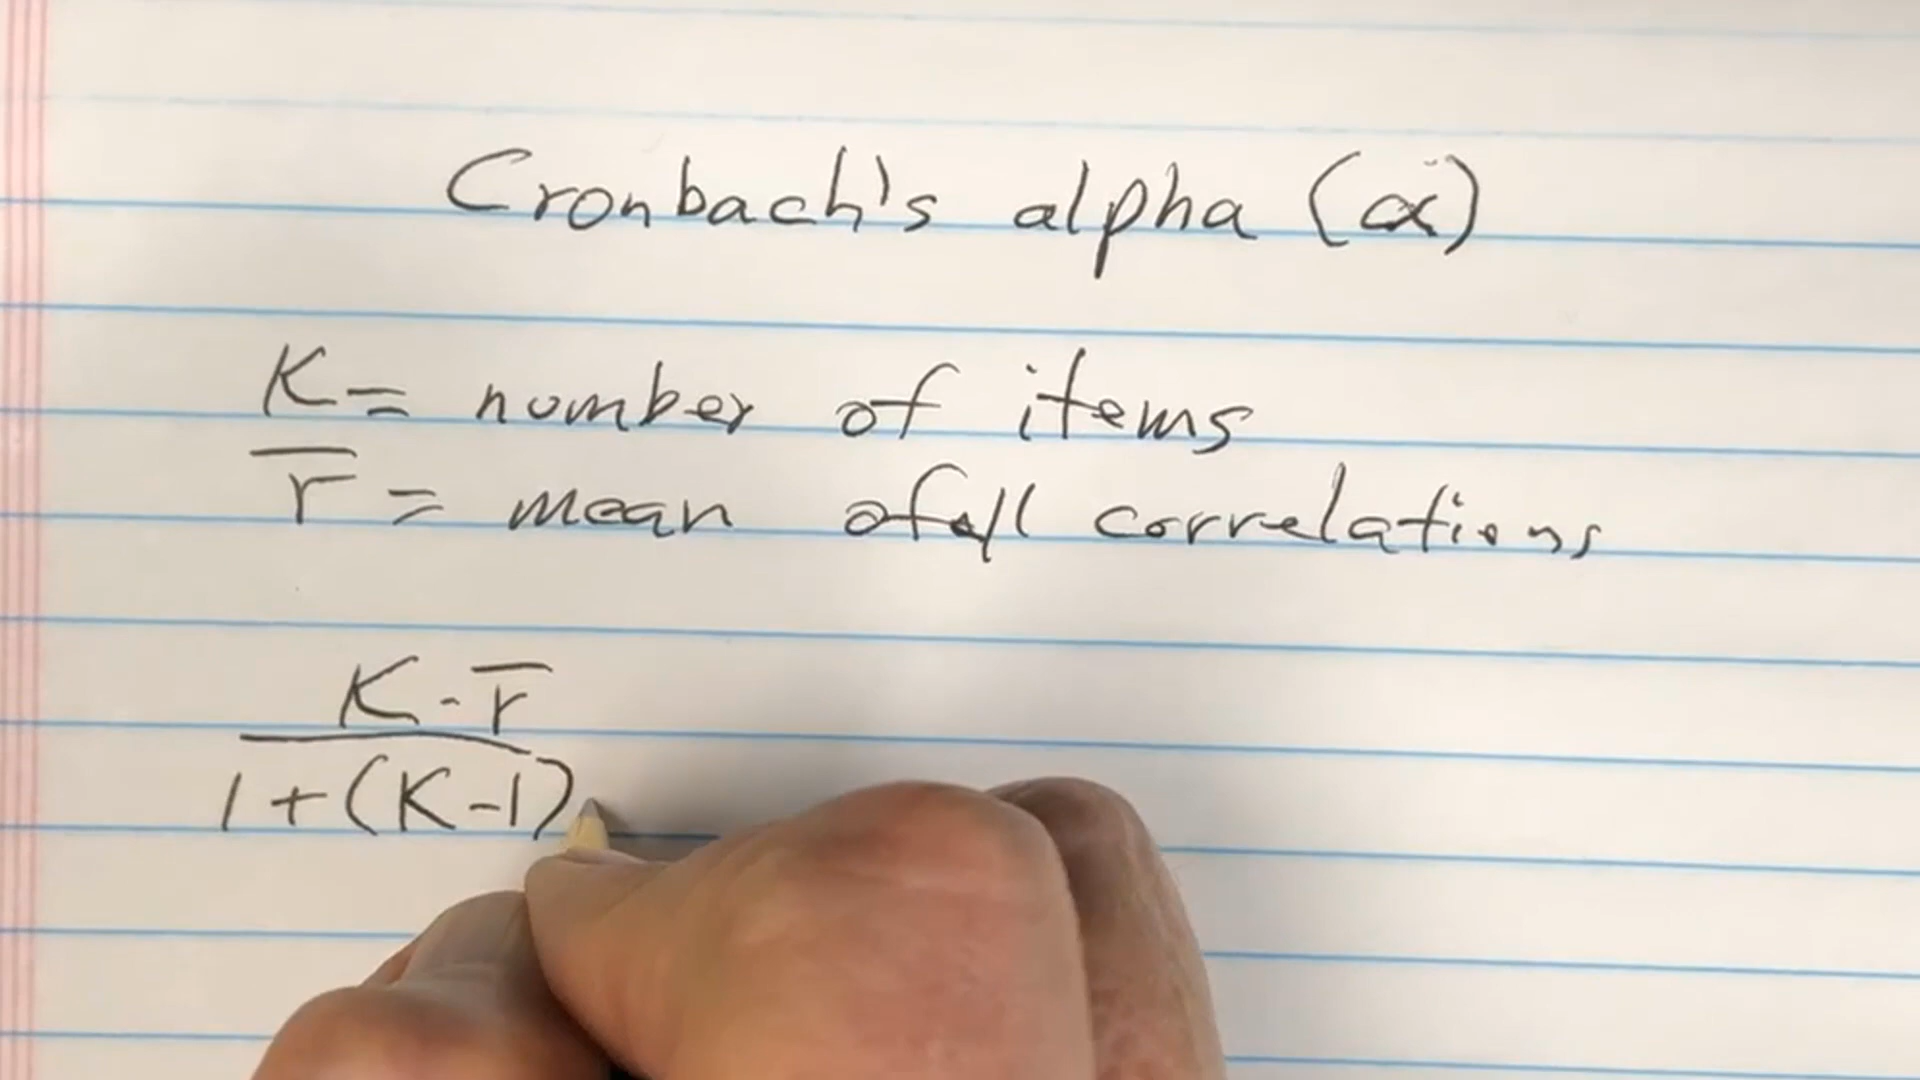 Cronbach's alpha (α)
K = number of items
r̅ = mean of all correlations
K · r̅
1 + (K - 1)